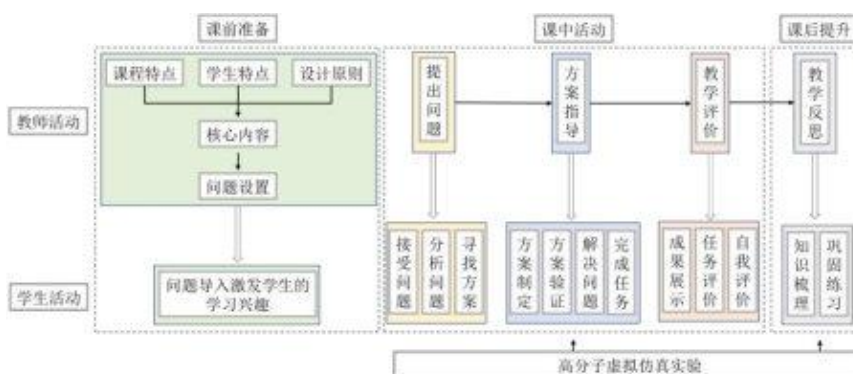 课前准备
课中活动
课后提升
教师活动
课程特点
学生特点
设计原则
核心内容
问题设置
提出问题
方案指导
教学评价
教学反思
学生活动
问题导入激发学生的
学习兴趣
接受问题
分析问题
寻找方案
方案制定
方案验证
解决问题
完成任务
成果展示
任务评价
自我评价
知识梳理
巩固练习
高分子虚拟仿真实验